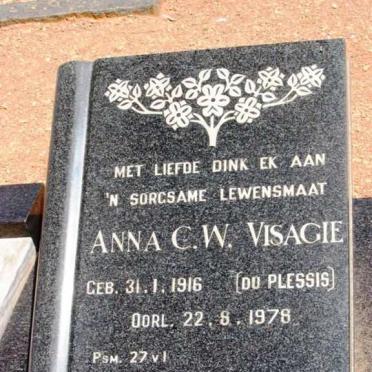 MET LIEFDE DINK EK AAN
'N SORGSAME LEWENSMAAT
ANNA C.W. VISAGIE
GEB. 31.1.1916 (DU PLESSIS)
OORL. 22.8.1978
PSM. 27 V 1